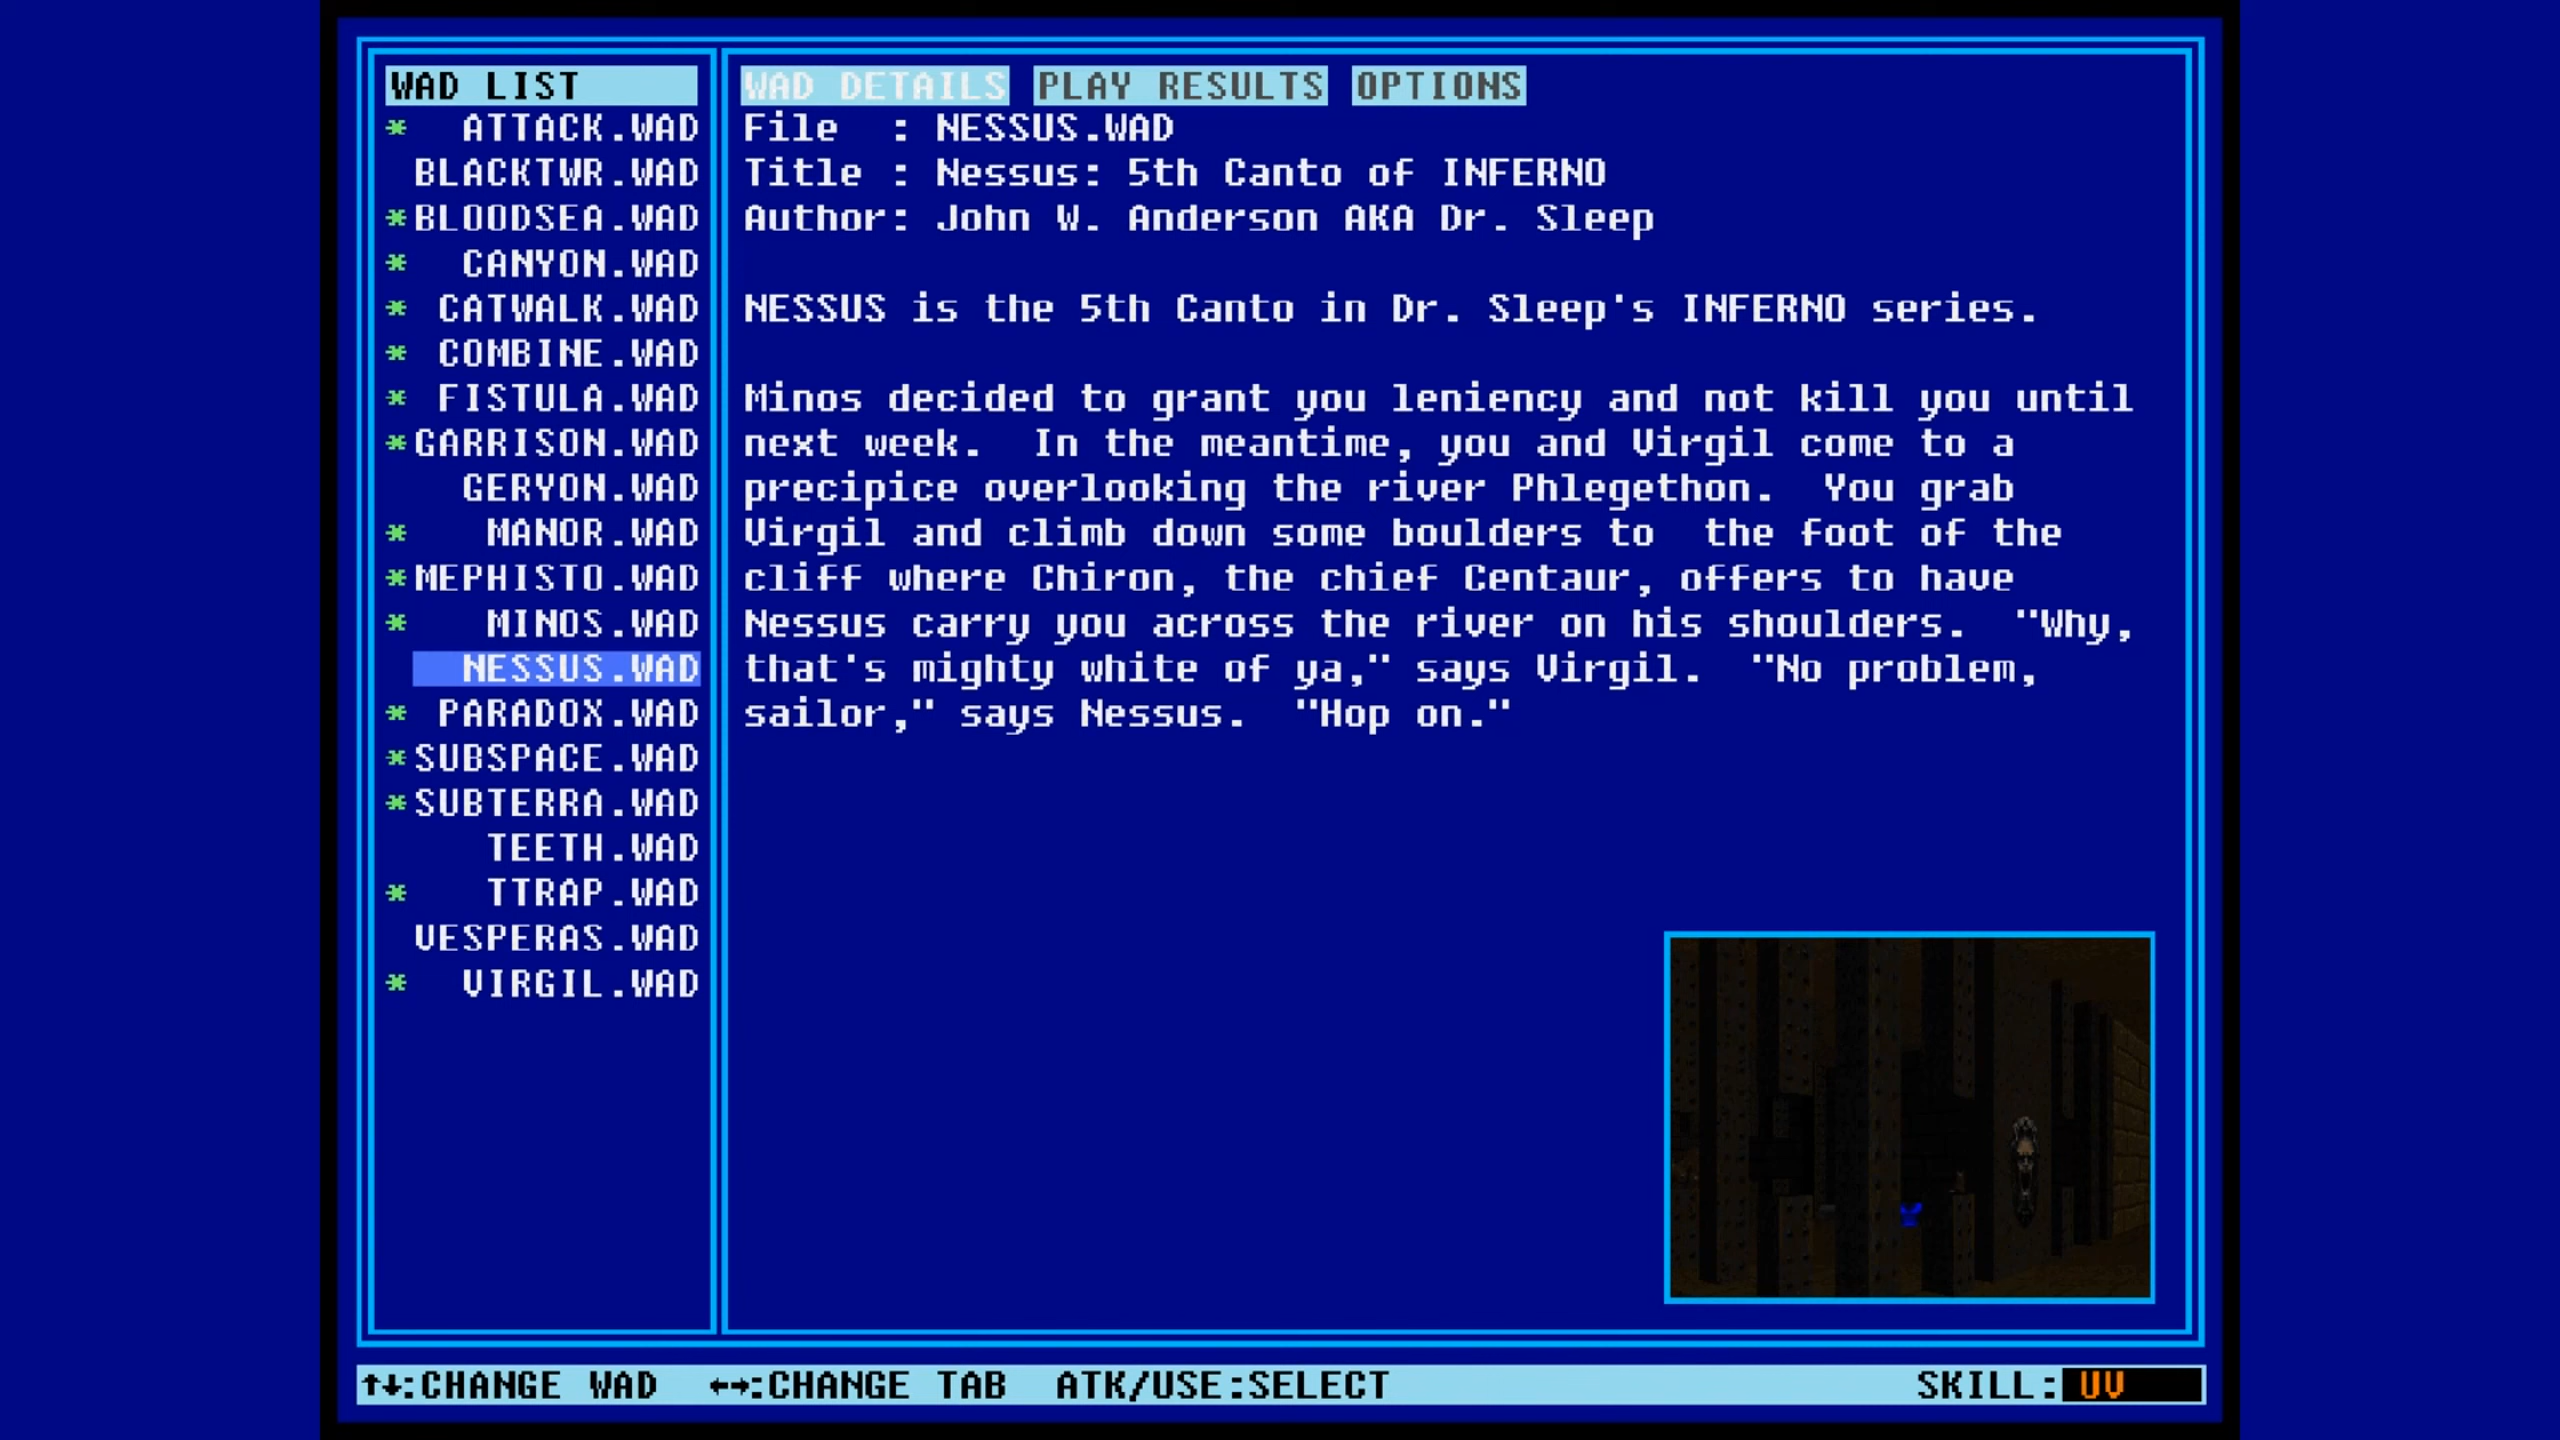 WAD LIST
* ATTACK.WAD
BLACKTWR.WAD
*BLOODSEA.WAD
* CANYON.WAD
* CATWALK.WAD
* COMBINE.WAD
* FISTULA.WAD
*GARRISON.WAD
GERYON.WAD
* MANOR.WAD
*MEPHISTO.WAD
* MINOS.WAD
NESSUS.WAD
* PARADOX.WAD
*SUBSPACE.WAD
*SUBTERRA.WAD
TEETH.WAD
* TTRAP.WAD
VESPERAS.WAD
* VIRGIL.WAD
WAD DETAILS PLAY RESULTS OPTIONS
File : NESSUS.WAD
Title : Nessus: 5th Canto of INFERNO
Author: John W. Anderson AKA Dr. Sleep
NESSUS is the 5th Canto in Dr. Sleep's INFERNO series.
Minos decided to grant you leniency and not kill you until
next week. In the meantime, you and Virgil come to a
precipice overlooking the river Phlegethon. You grab
Virgil and climb down some boulders to the foot of the
cliff where Chiron, the chief Centaur, offers to have
Nessus carry you across the river on his shoulders. "Why,
that's mighty white of ya," says Virgil. "No problem,
sailor," says Nessus. "Hop on."
↑↓:CHANGE WAD ←→:CHANGE TAB ATK/USE:SELECT SKILL: UV